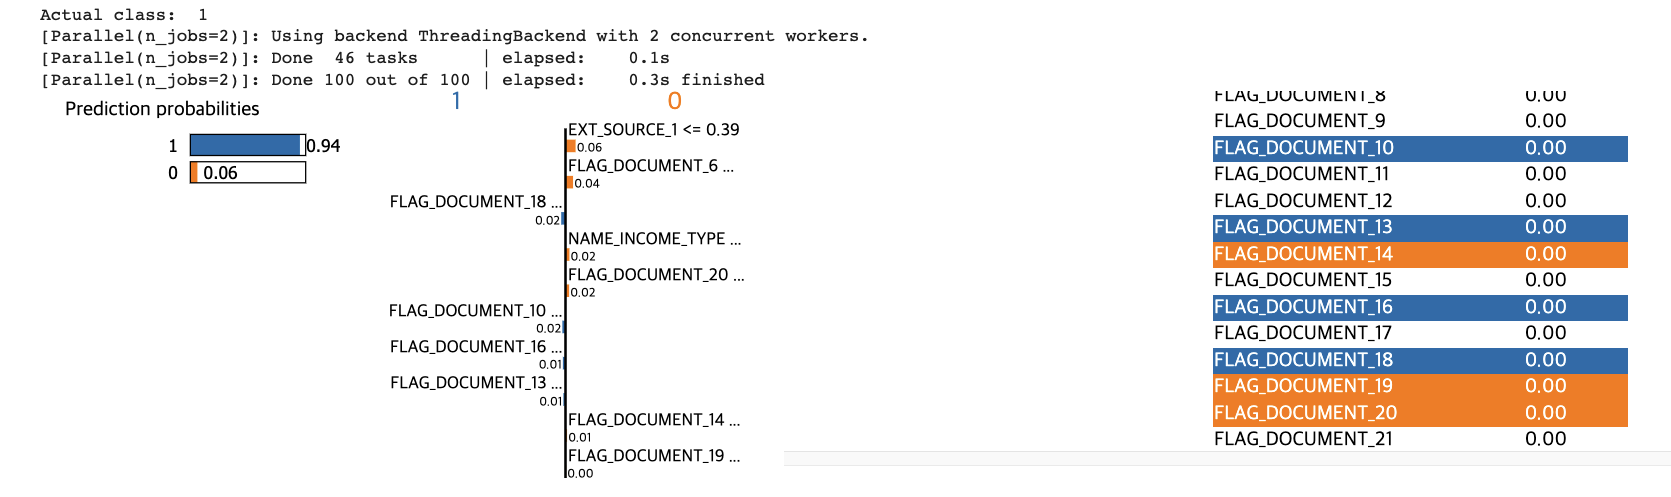 Actual class:  1
[Parallel(n_jobs=2)]: Using backend ThreadingBackend with 2 concurrent workers.
[Parallel(n_jobs=2)]: Done  46 tasks      | elapsed:    0.1s
[Parallel(n_jobs=2)]: Done 100 out of 100 | elapsed:    0.3s finished
Prediction probabilities
1 0.94
0 0.06
1 0
EXT_SOURCE_1 <= 0.39
0.06
FLAG_DOCUMENT_6 ...
0.04
FLAG_DOCUMENT_18 ...
0.02
NAME_INCOME_TYPE ...
0.02
FLAG_DOCUMENT_20 ...
0.02
FLAG_DOCUMENT_10 ...
0.02
FLAG_DOCUMENT_16 ...
0.01
FLAG_DOCUMENT_13 ...
0.01
FLAG_DOCUMENT_14 ...
0.01
FLAG_DOCUMENT_19 ...
0.00
FLAG_DOCUMENT_8 0.00
FLAG_DOCUMENT_9 0.00
FLAG_DOCUMENT_10 0.00
FLAG_DOCUMENT_11 0.00
FLAG_DOCUMENT_12 0.00
FLAG_DOCUMENT_13 0.00
FLAG_DOCUMENT_14 0.00
FLAG_DOCUMENT_15 0.00
FLAG_DOCUMENT_16 0.00
FLAG_DOCUMENT_17 0.00
FLAG_DOCUMENT_18 0.00
FLAG_DOCUMENT_19 0.00
FLAG_DOCUMENT_20 0.00
FLAG_DOCUMENT_21 0.00